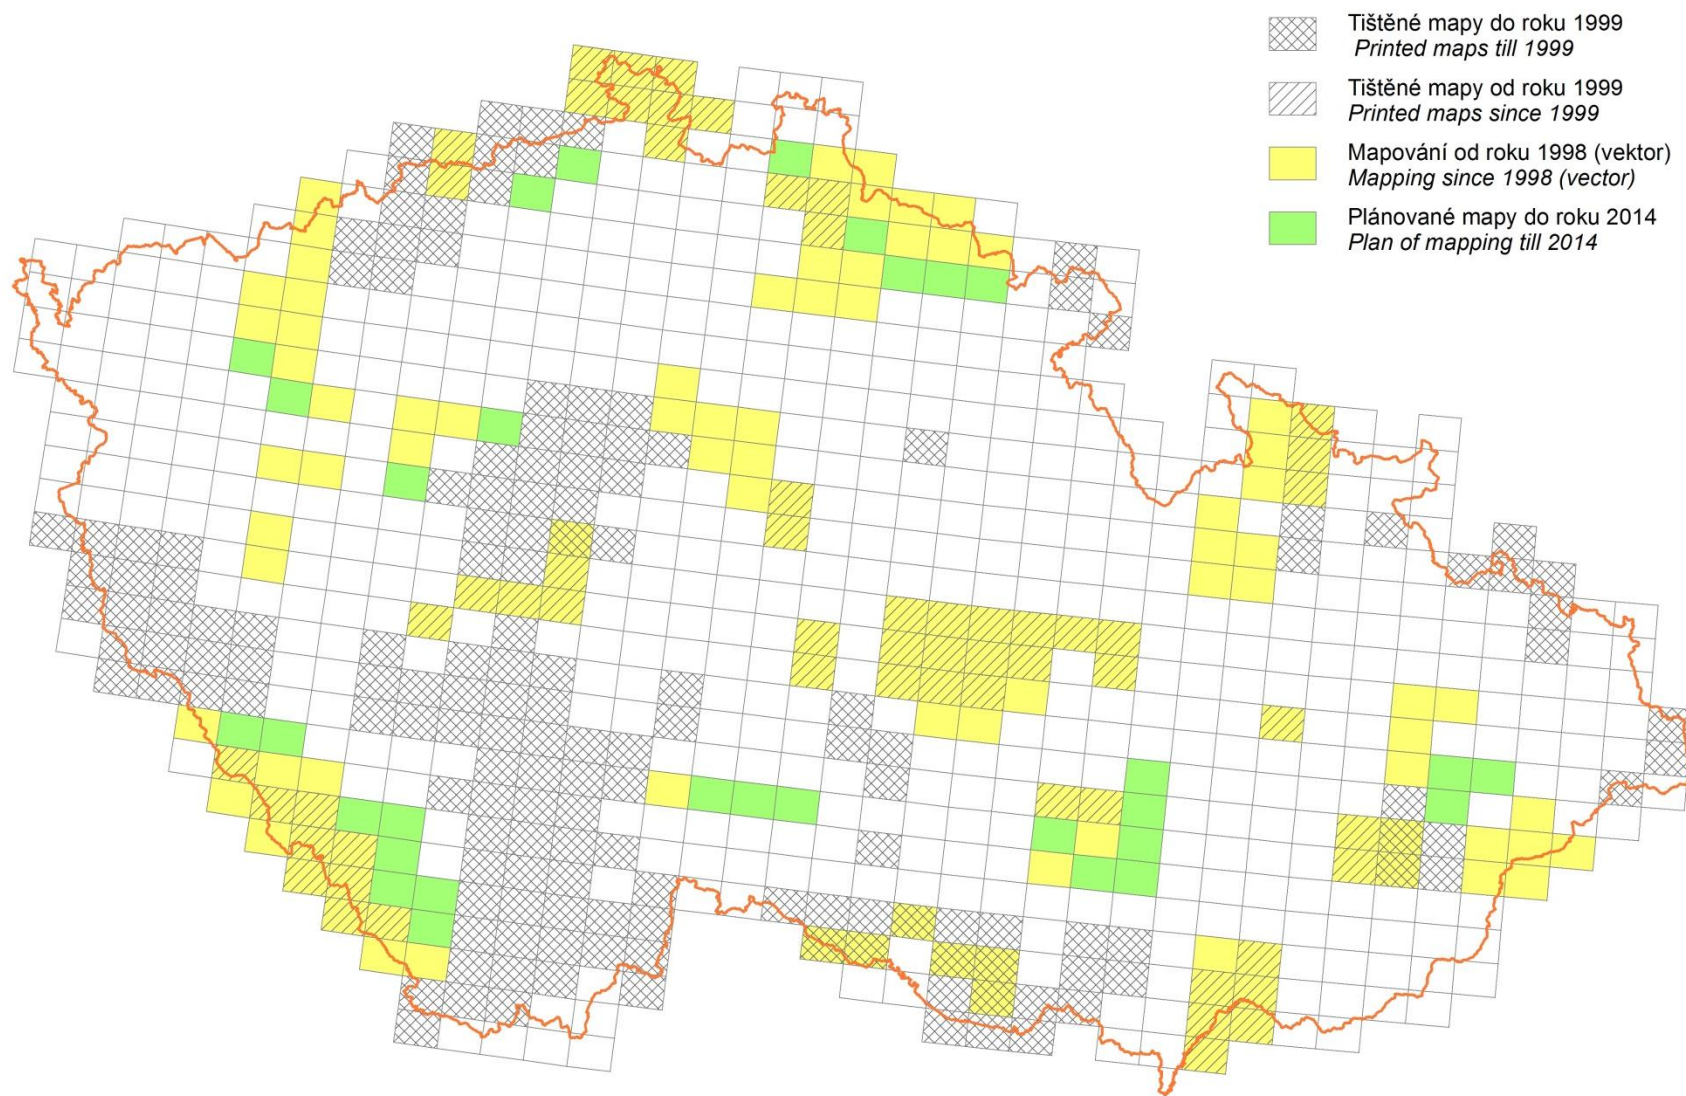 Tištěné mapy do roku 1999
Printed maps till 1999
Tištěné mapy od roku 1999
Printed maps since 1999
Mapování od roku 1998 (vektor)
Mapping since 1998 (vector)
Plánované mapy do roku 2014
Plan of mapping till 2014